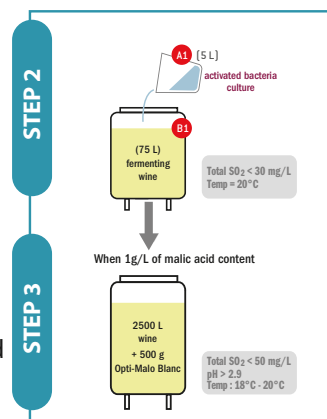 STEP 2
A1 (5 L)
activated bacteria
culture
B1
(75 L)
fermenting
wine
Total SO₂ < 30 mg/L
Temp = 20°C
When 1g/L of malic acid content
STEP 3
2500 L
wine
+ 500 g
Opti-Malo Blanc
Total SO₂ < 50 mg/L
pH > 2.9
Temp : 18°C - 20°C